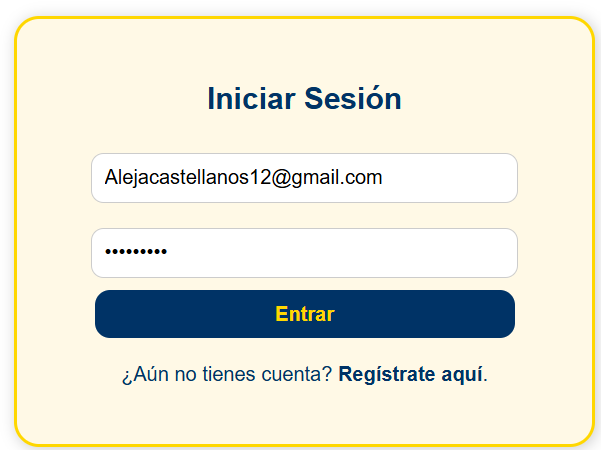 Iniciar Sesión
Alejacastellanos12@gmail.com
•••••••••
Entrar
¿Aún no tienes cuenta? Regístrate aquí.